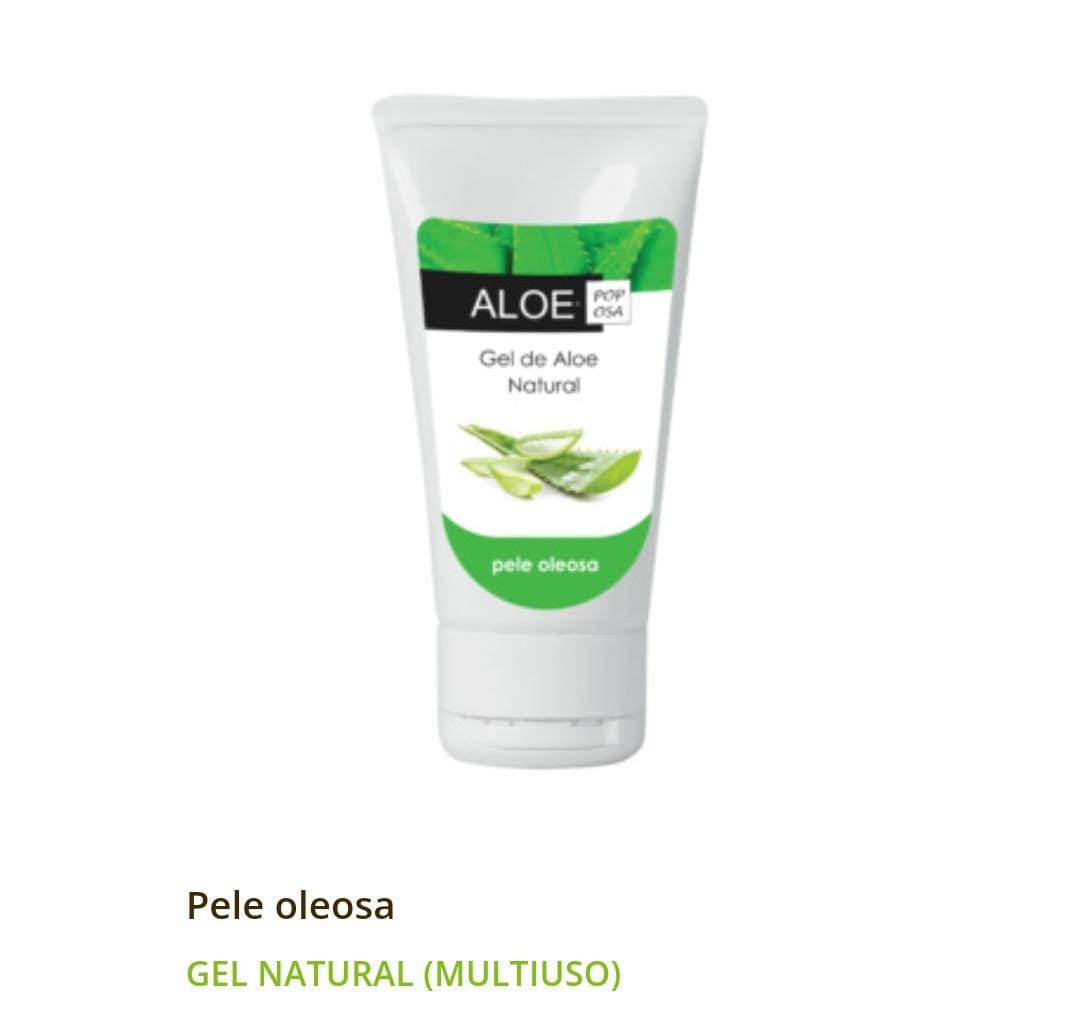 ALOE
POP
OSA
Gel de Aloe
Natural
pele oleosa
Pele oleosa
GEL NATURAL (MULTIUSO)